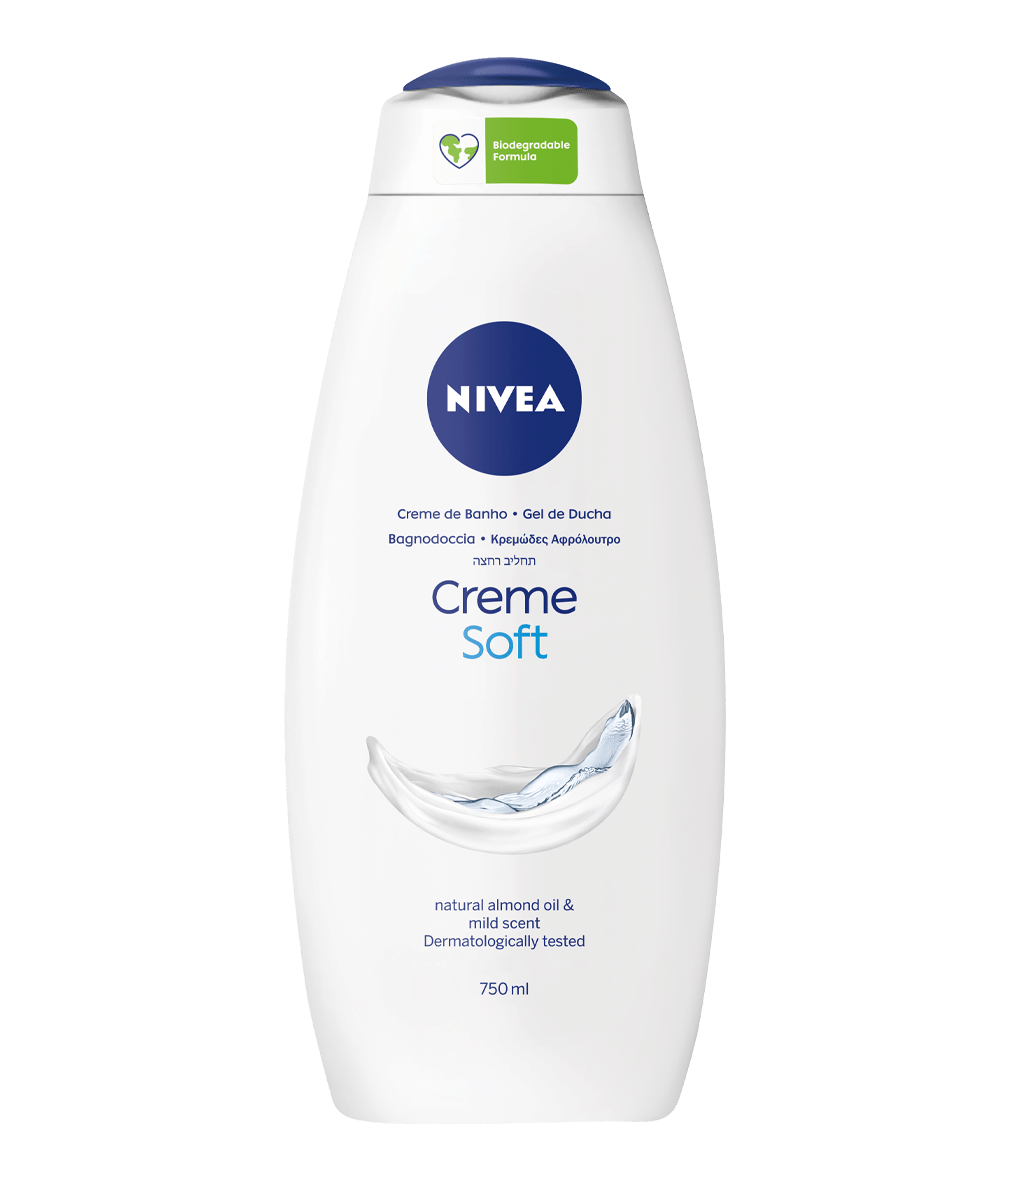 Biodegradable
Formula
NIVEA
Creme de Banho • Gel de Ducha
Bagnodoccia • Κρεμώδες Αφρόλουτρο
תחליב רחצה
Creme
Soft
natural almond oil &
mild scent
Dermatologically tested
750 ml